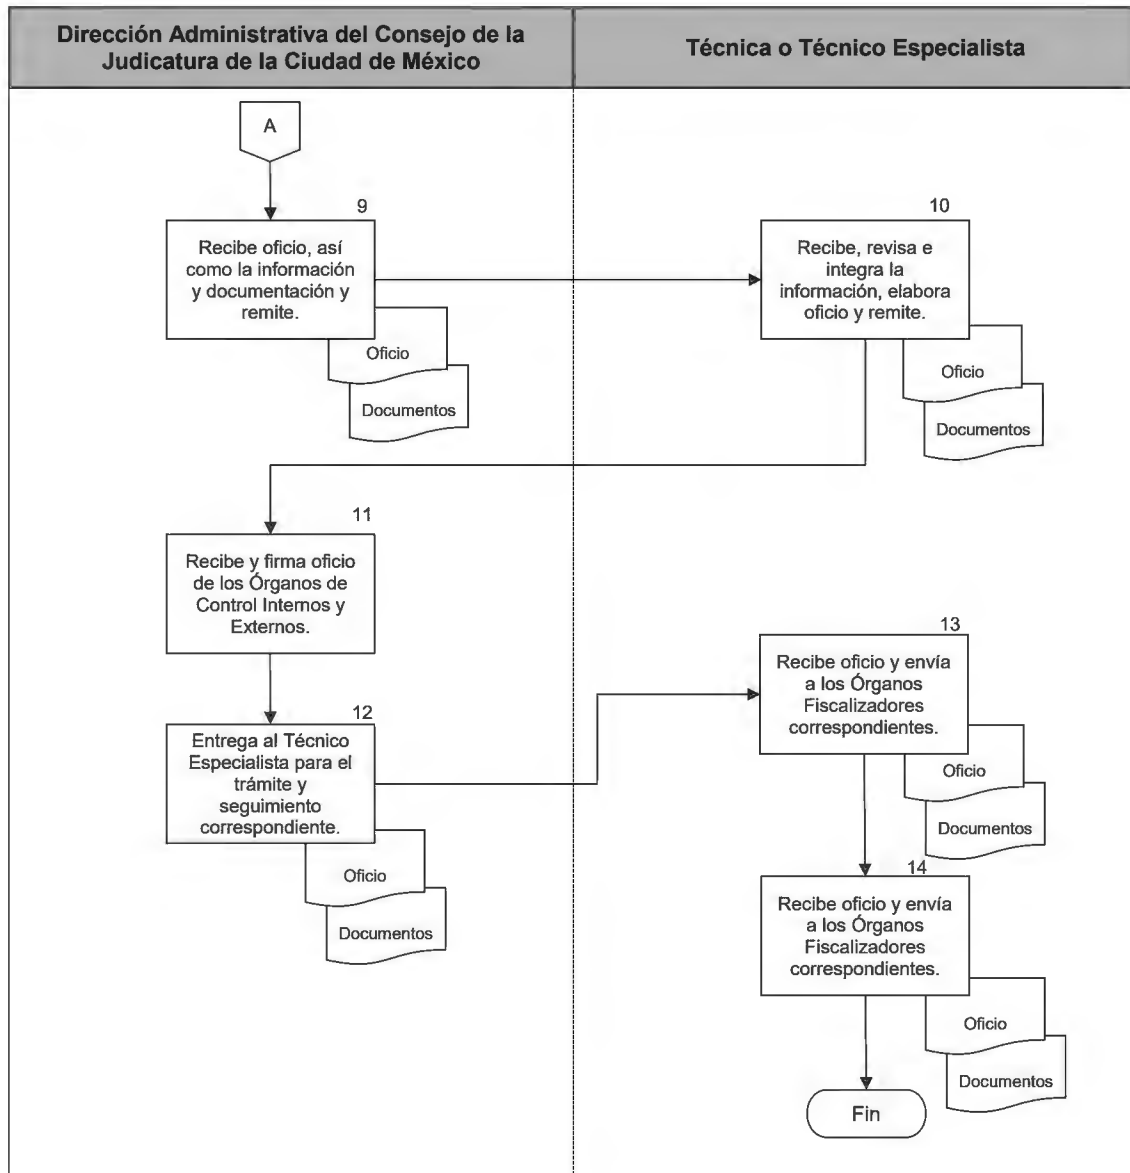 Dirección Administrativa del Consejo de la
Judicatura de la Ciudad de México
Técnica o Técnico Especialista
A
9
Recibe oficio, así
como la información
y documentación y
remite.
Oficio
Documentos
10
Recibe, revisa e
integra la
información, elabora
oficio y remite.
Oficio
Documentos
11
Recibe y firma oficio
de los Órganos de
Control Internos y
Externos.
12
Entrega al Técnico
Especialista para el
trámite y
seguimiento
correspondiente.
Oficio
Documentos
13
Recibe oficio y envía
a los Órganos
Fiscalizadores
correspondientes.
Oficio
Documentos
14
Recibe oficio y envía
a los Órganos
Fiscalizadores
correspondientes.
Oficio
Documentos
Fin